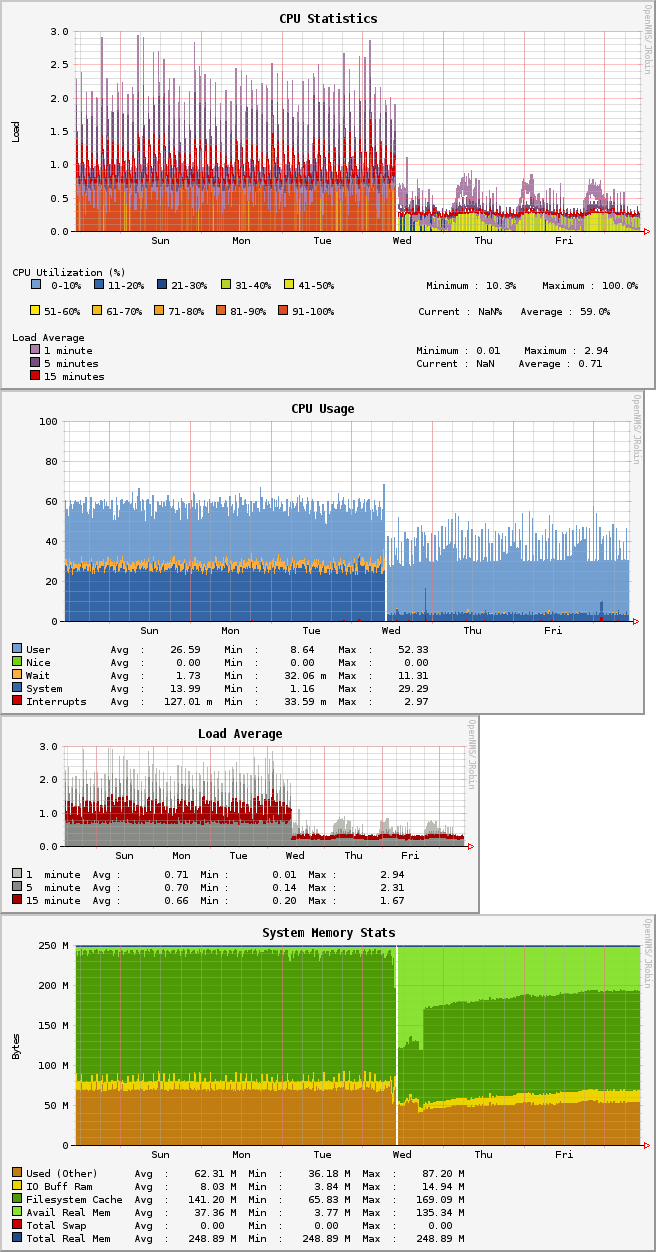 CPU Statistics
OpenNMS/JRobin
3.0
2.5
2.0
1.5
1.0
0.5
0.0
Load
Sun Mon Tue Wed Thu Fri
CPU Utilization (%)
0-10% 11-20% 21-30% 31-40% 41-50% Minimum : 10.3% Maximum : 100.0%
51-60% 61-70% 71-80% 81-90% 91-100% Current : NaN% Average : 59.0%
Load Average
1 minute Minimum : 0.01 Maximum : 2.94
5 minutes Current : NaN Average : 0.71
15 minutes
CPU Usage
OpenNMS/JRobin
100
80
60
40
20
0
Sun Mon Tue Wed Thu Fri
User Avg : 26.59 Min : 8.64 Max : 52.33
Nice Avg : 0.00 Min : 0.00 Max : 0.00
Wait Avg : 1.73 Min : 32.06 m Max : 11.31
System Avg : 13.99 Min : 1.16 Max : 29.29
Interrupts Avg : 127.01 m Min : 33.59 m Max : 2.97
Load Average
OpenNMS/JRobin
3.0
2.0
1.0
0.0
Sun Mon Tue Wed Thu Fri
1 minute Avg : 0.71 Min : 0.01 Max : 2.94
5 minute Avg : 0.70 Min : 0.14 Max : 2.31
15 minute Avg : 0.66 Min : 0.20 Max : 1.67
System Memory Stats
OpenNMS/JRobin
250 M
200 M
150 M
100 M
50 M
0
Bytes
Sun Mon Tue Wed Thu Fri
Used (Other) Avg : 62.31 M Min : 36.18 M Max : 87.20 M
IO Buff Ram Avg : 8.03 M Min : 3.84 M Max : 14.94 M
Filesystem Cache Avg : 141.20 M Min : 65.83 M Max : 169.09 M
Avail Real Mem Avg : 37.36 M Min : 3.77 M Max : 135.34 M
Total Swap Avg : 0.00 Min : 0.00 Max : 0.00
Total Real Mem Avg : 248.89 M Min : 248.89 M Max : 248.89 M